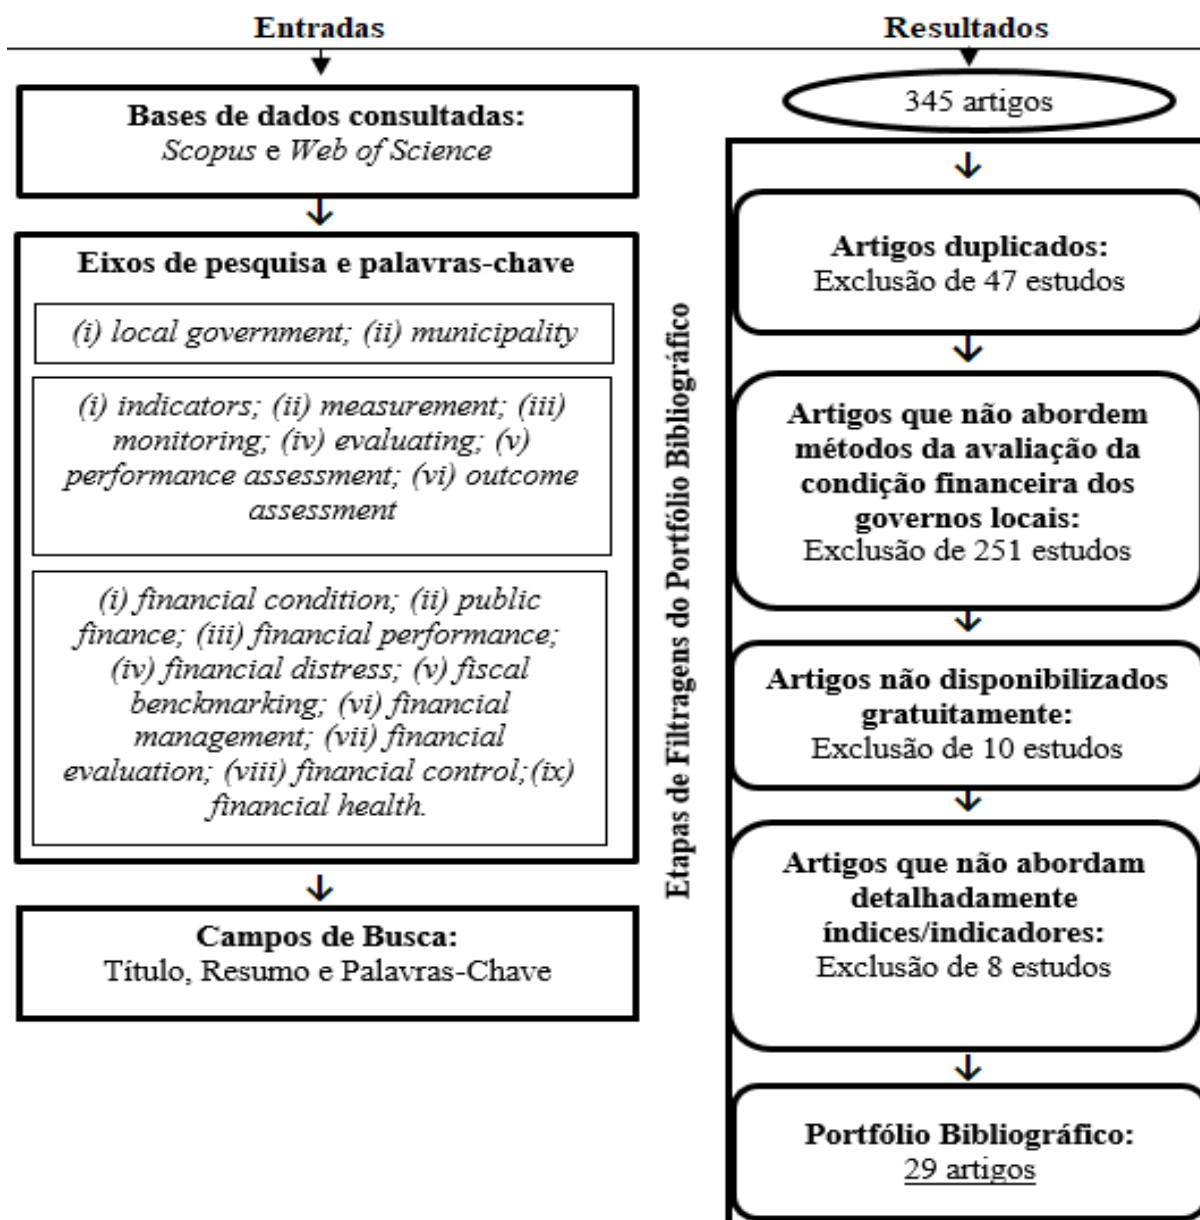 Entradas
Bases de dados consultadas:
Scopus e Web of Science
Eixos de pesquisa e palavras-chave
(i) local government; (ii) municipality
(i) indicators; (ii) measurement; (iii)
monitoring; (iv) evaluating; (v)
performance assessment; (vi) outcome
assessment
(i) financial condition; (ii) public
finance; (iii) financial performance;
(iv) financial distress; (v) fiscal
benckmarking; (vi) financial
management; (vii) financial
evaluation; (viii) financial control;(ix)
financial health.
Campos de Busca:
Título, Resumo e Palavras-Chave
Etapas de Filtragens do Portfólio Bibliográfico
Resultados
345 artigos
Artigos duplicados:
Exclusão de 47 estudos
Artigos que não abordem
métodos da avaliação da
condição financeira dos
governos locais:
Exclusão de 251 estudos
Artigos não disponibilizados
gratuitamente:
Exclusão de 10 estudos
Artigos que não abordam
detalhadamente
índices/indicadores:
Exclusão de 8 estudos
Portfólio Bibliográfico:
29 artigos